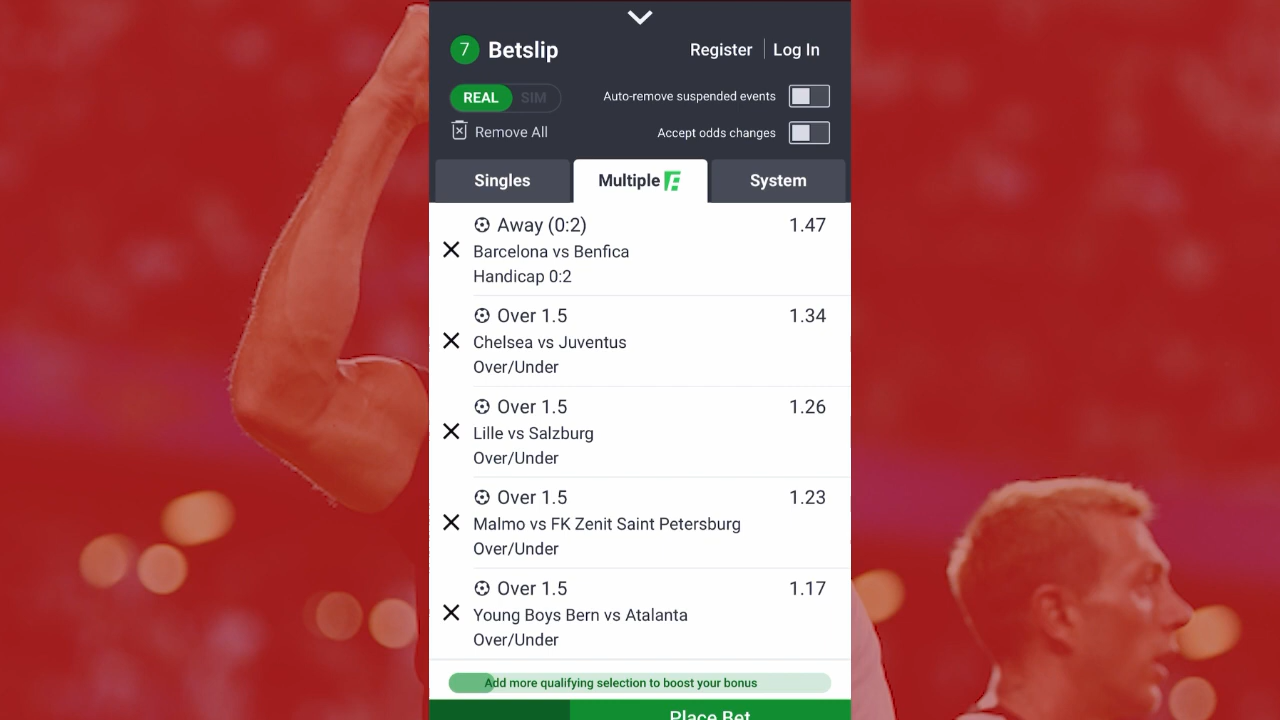 7 Betslip Register Log In
REAL SIM Auto-remove suspended events
Remove All Accept odds changes
Singles Multiple System
Away (0:2) 1.47
Barcelona vs Benfica
Handicap 0:2
Over 1.5 1.34
Chelsea vs Juventus
Over/Under
Over 1.5 1.26
Lille vs Salzburg
Over/Under
Over 1.5 1.23
Malmo vs FK Zenit Saint Petersburg
Over/Under
Over 1.5 1.17
Young Boys Bern vs Atalanta
Over/Under
Add more qualifying selection to boost your bonus
Place Bet